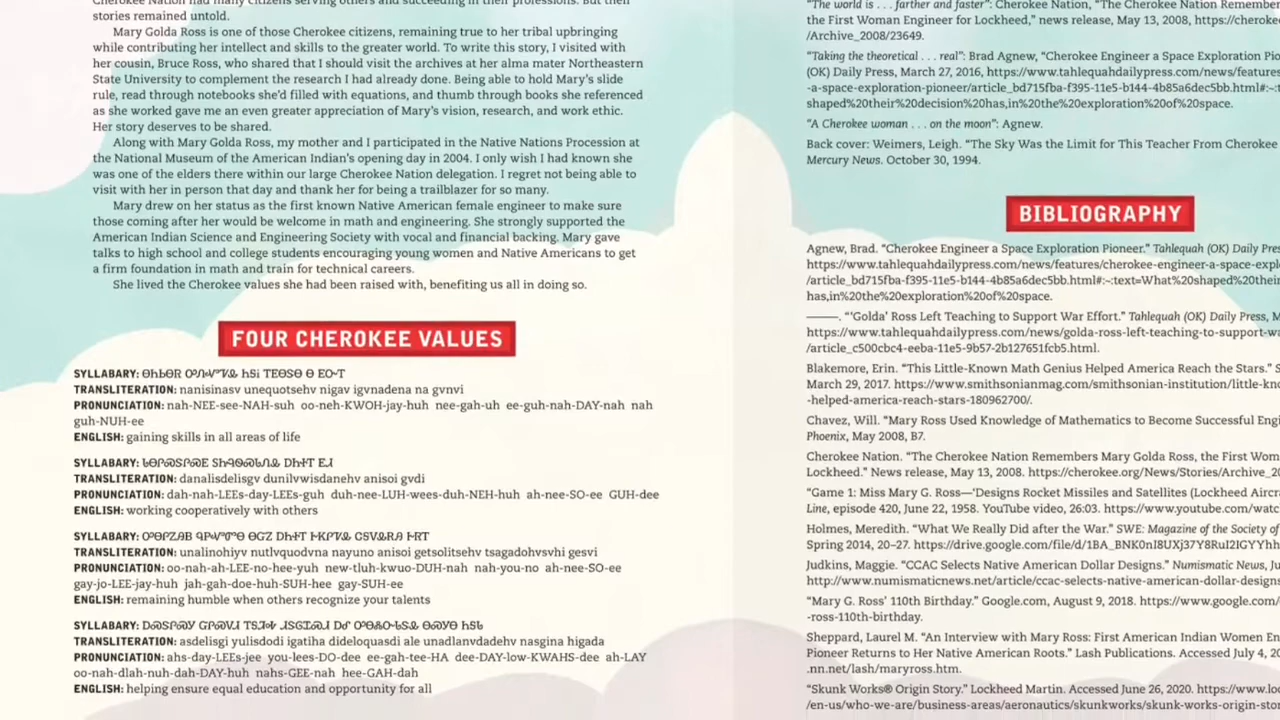 Cherokee Nation had many citizens serving others and succeeding in their professions. But their
stories remained untold.
Mary Golda Ross is one of those Cherokee citizens, remaining true to her tribal upbringing
while contributing her intellect and skills to the greater world. To write this story, I visited with
her cousin, Bruce Ross, who shared that I should visit the archives at her alma mater Northeastern
State University to complement the research I had already done. Being able to hold Mary's slide
rule, read through notebooks she'd filled with equations, and thumb through books she referenced
as she worked gave me an even greater appreciation of Mary's vision, research, and work ethic.
Her story deserves to be shared.
Along with Mary Golda Ross, my mother and I participated in the Native Nations Procession at
the National Museum of the American Indian's opening day in 2004. I only wish I had known she
was one of the elders there within our large Cherokee Nation delegation. I regret not being able to
visit with her in person that day and thank her for being a trailblazer for so many.
Mary drew on her status as the first known Native American female engineer to make sure
those coming after her would be welcome in math and engineering. She strongly supported the
American Indian Science and Engineering Society with vocal and financial backing. Mary gave
talks to high school and college students encouraging young women and Native Americans to get
a firm foundation in math and train for technical careers.
She lived the Cherokee values she had been raised with, benefiting us all in doing so.
FOUR CHEROKEE VALUES
SYLLABARY:
TRANSLITERATION: nanisinasv unequotsehv nigav igvnadena na gvnvi
PRONUNCIATION: nah-NEE-see-NAH-suh oo-neh-KWOH-jay-huh nee-gah-uh ee-guh-nah-DAY-nah nah
guh-NUH-ee
ENGLISH: gaining skills in all areas of life
SYLLABARY:
TRANSLITERATION: danalisdelisgv dunilvwisdanehv anisoi gvdi
PRONUNCIATION: dah-nah-LEEs-day-LEEs-guh duh-nee-LUH-wees-duh-NEH-huh ah-nee-SO-ee GUH-dee
ENGLISH: working cooperatively with others
SYLLABARY:
TRANSLITERATION: unalinohiyv nutlvquodvna nayuno anisoi getsolitsehv tsagadohvsvhi gesvi
PRONUNCIATION: oo-nah-ah-LEE-no-hee-yuh new-tluh-kwuo-DUH-nah nah-you-no ah-nee-SO-ee
gay-jo-LEE-jay-huh jah-gah-doe-huh-SUH-hee gay-SUH-ee
ENGLISH: remaining humble when others recognize your talents
SYLLABARY:
TRANSLITERATION: asdelisgi yulisdodi igatiha dideloquasdi ale unadlanvdadehv nasgina higada
PRONUNCIATION: ahs-day-LEEs-jee you-lees-DO-dee ee-gah-tee-HA dee-DAY-low-KWAHS-dee ah-LAY
oo-nah-dlah-nuh-dah-DAY-huh nahs-GEE-nah hee-GAH-dah
ENGLISH: helping ensure equal education and opportunity for all
"The world is . . . farther and faster": Cherokee Nation, "The Cherokee Nation Remember
the First Woman Engineer for Lockheed," news release, May 13, 2008, https://cheroke
/Archive_2008/23649.
"Taking the theoretical . . . real": Brad Agnew, "Cherokee Engineer a Space Exploration Pio
(OK) Daily Press, March 27, 2016, https://www.tahlequahdailypress.com/news/features
-a-space-exploration-pioneer/article_bd715fba-f395-11e5-b144-4b85a6dec5bb.html#:~:t
shaped%20their%20decision%20has,in%20the%20exploration%20of%20space.
"A Cherokee woman . . . on the moon": Agnew.
Back cover: Weimers, Leigh. "The Sky Was the Limit for This Teacher From Cherokee
Mercury News. October 30, 1994.
BIBLIOGRAPHY
Agnew, Brad. "Cherokee Engineer a Space Exploration Pioneer." Tahlequah (OK) Daily Pres
https://www.tahlequahdailypress.com/news/features/cherokee-engineer-a-space-expl
/article_bd715fba-f395-11e5-b144-4b85a6dec5bb.html#:~:text=What%20shaped%20their
has,in%20the%20exploration%20of%20space.
———. "'Golda' Ross Left Teaching to Support War Effort." Tahlequah (OK) Daily Press, M
https://www.tahlequahdailypress.com/news/golda-ross-left-teaching-to-support-wa
/article_c500cbc4-eeba-11e5-9b57-2b127651fcb5.html.
Blakemore, Erin. "This Little-Known Math Genius Helped America Reach the Stars." S
March 29, 2017. https://www.smithsonianmag.com/smithsonian-institution/little-kno
-helped-america-reach-stars-180962700/.
Chavez, Will. "Mary Ross Used Knowledge of Mathematics to Become Successful Engi
Phoenix, May 2008, B7.
Cherokee Nation. "The Cherokee Nation Remembers Mary Golda Ross, the First Wom
Lockheed." News release, May 13, 2008. https://cherokee.org/News/Stories/Archive_20
"Game 1: Miss Mary G. Ross—'Designs Rocket Missiles and Satellites (Lockheed Aircra
Line, episode 420, June 22, 1958. YouTube video, 26:03. https://www.youtube.com/watc
Holmes, Meredith. "What We Really Did after the War." SWE: Magazine of the Society of
Spring 2014, 20–27. https://drive.google.com/file/d/1BA_BNK0nI8UXj37Y8RuI2IGYYhh
Judkins, Maggie. "CCAC Selects Native American Dollar Designs." Numismatic News, Ju
http://www.numismaticnews.net/article/ccac-selects-native-american-dollar-designs
"Mary G. Ross' 110th Birthday." Google.com, August 9, 2018. https://www.google.com/
-ross-110th-birthday.
Sheppard, Laurel M. "An Interview with Mary Ross: First American Indian Women En
Pioneer Returns to Her Native American Roots." Lash Publications. Accessed July 4, 20
.nn.net/lash/maryross.htm.
"Skunk Works® Origin Story." Lockheed Martin. Accessed June 26, 2020. https://www.loc
/en-us/who-we-are/business-areas/aeronautics/skunkworks/skunk-works-origin-stor